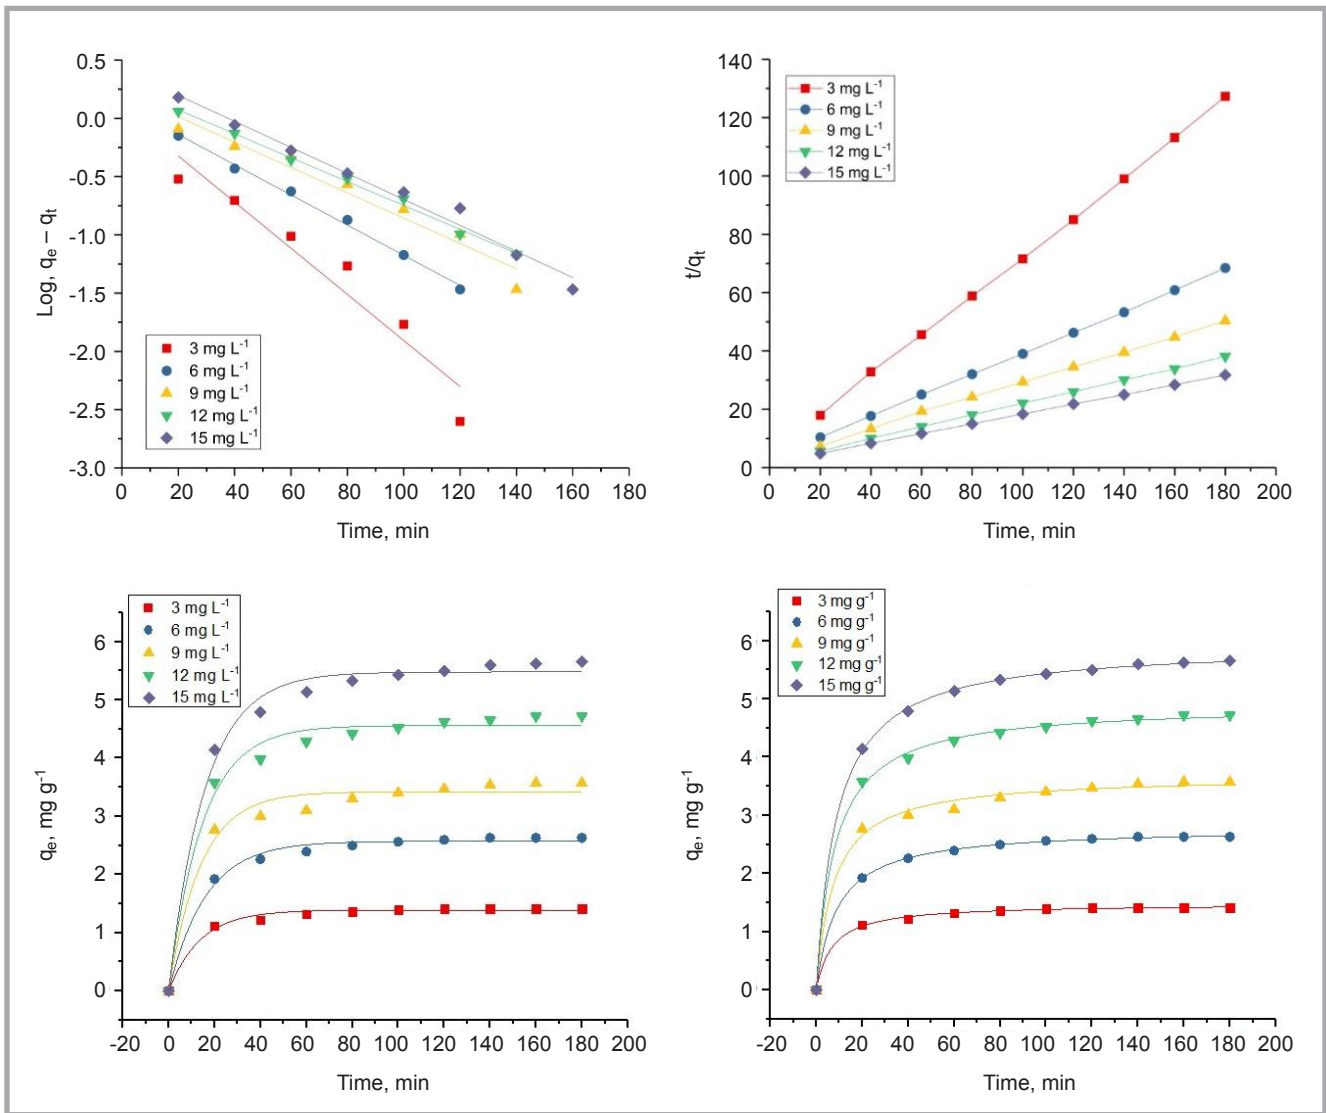 0.5
0.0
-0.5
-1.0
-1.5
-2.0
-2.5
-3.0
Log, qₑ – qₜ
3 mg L⁻¹
6 mg L⁻¹
9 mg L⁻¹
12 mg L⁻¹
15 mg L⁻¹
0 20 40 60 80 100 120 140 160 180
Time, min
140
120
100
80
60
40
20
0
t/qₜ
3 mg L⁻¹
6 mg L⁻¹
9 mg L⁻¹
12 mg L⁻¹
15 mg L⁻¹
0 20 40 60 80 100 120 140 160 180 200
Time, min
3 mg L⁻¹
6 mg L⁻¹
9 mg L⁻¹
12 mg L⁻¹
15 mg L⁻¹
6
5
4
3
2
1
0
qₑ, mg g⁻¹
-20 0 20 40 60 80 100 120 140 160 180 200
Time, min
3 mg g⁻¹
6 mg g⁻¹
9 mg g⁻¹
12 mg g⁻¹
15 mg g⁻¹
6
5
4
3
2
1
0
qₑ, mg g⁻¹
-20 0 20 40 60 80 100 120 140 160 180 200
Time, min